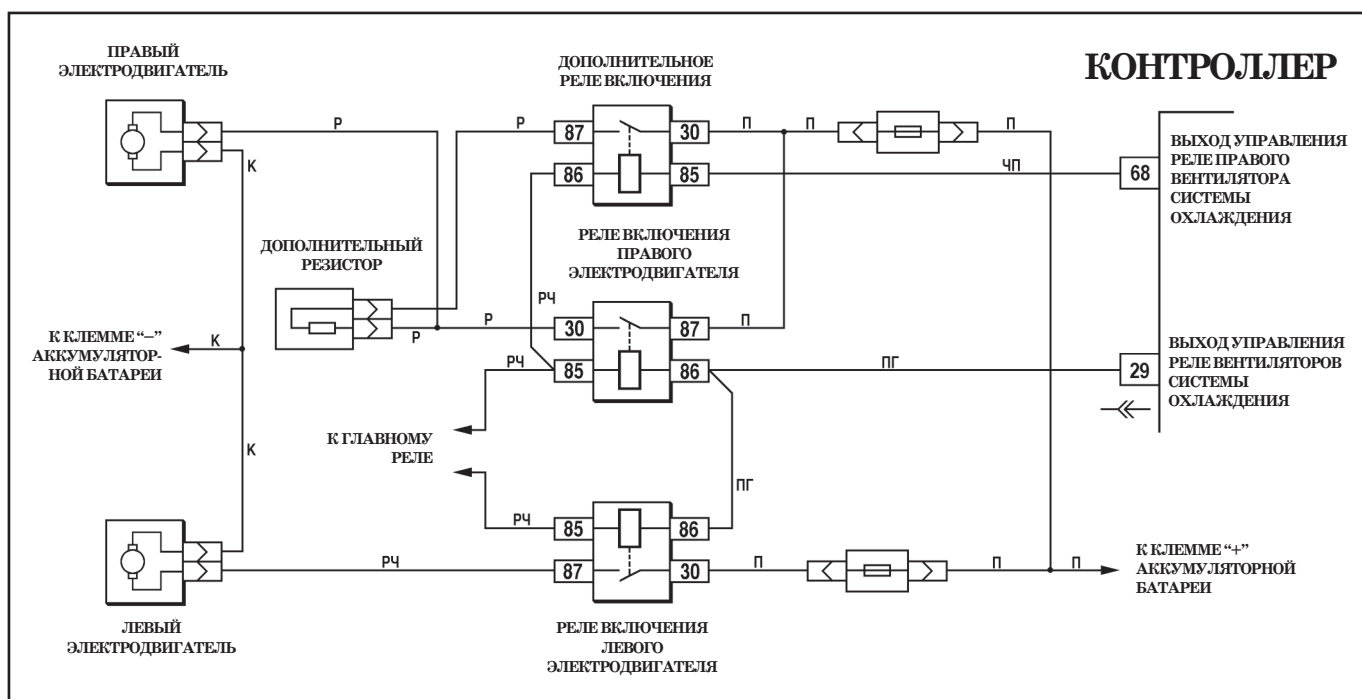 ПРАВЫЙ
ЭЛЕКТРОДВИГАТЕЛЬ
ДОПОЛНИТЕЛЬНОЕ
РЕЛЕ ВКЛЮЧЕНИЯ
КОНТРОЛЛЕР
Р
Р
87
30
П
П
П
К
86
85
ЧП
68
ВЫХОД УПРАВЛЕНИЯ
РЕЛЕ ПРАВОГО
ВЕНТИЛЯТОРА
СИСТЕМЫ
ОХЛАЖДЕНИЯ
ДОПОЛНИТЕЛЬНЫЙ
РЕЗИСТОР
РЕЛЕ ВКЛЮЧЕНИЯ
ПРАВОГО
ЭЛЕКТРОДВИГАТЕЛЯ
РЧ
Р
Р
30
87
П
К КЛЕММЕ “–”
АККУМУЛЯТОР-
НОЙ БАТАРЕИ
К
РЧ
85
86
ПГ
29
ВЫХОД УПРАВЛЕНИЯ
РЕЛЕ ВЕНТИЛЯТОРОВ
СИСТЕМЫ
ОХЛАЖДЕНИЯ
К ГЛАВНОМУ
РЕЛЕ
К
ПГ
РЧ
85
86
РЧ
87
30
П
П
П
К КЛЕММЕ “+”
АККУМУЛЯТОРНОЙ
БАТАРЕИ
ЛЕВЫЙ
ЭЛЕКТРОДВИГАТЕЛЬ
РЕЛЕ ВКЛЮЧЕНИЯ
ЛЕВОГО
ЭЛЕКТРОДВИГАТЕЛЯ